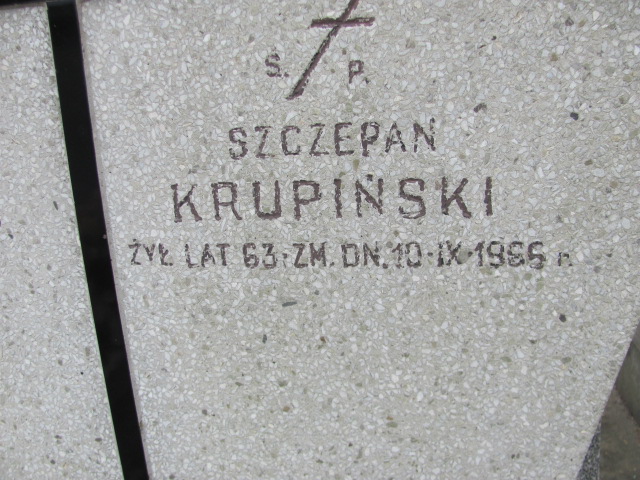 Ś. P.
SZCZEPAN
KRUPIŃSKI
ŻYŁ LAT 63·ZM. DN. 10·IX·1966 R.